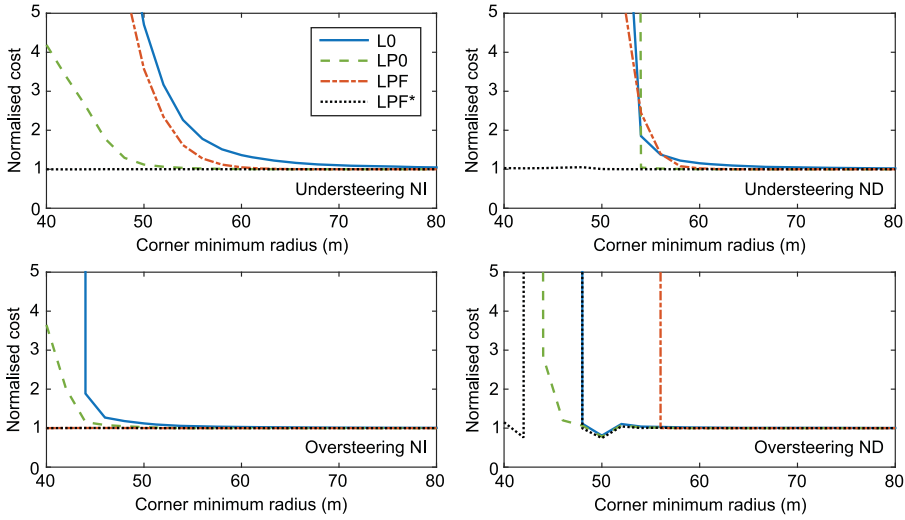 5
4
3
2
1
0
Normalised cost
L0
LP0
LPF
LPF*
Understeering NI
40 50 60 70 80
Corner minimum radius (m)
5
4
3
2
1
0
Normalised cost
Understeering ND
40 50 60 70 80
Corner minimum radius (m)
5
4
3
2
1
0
Normalised cost
Oversteering NI
40 50 60 70 80
Corner minimum radius (m)
5
4
3
2
1
0
Normalised cost
Oversteering ND
40 50 60 70 80
Corner minimum radius (m)